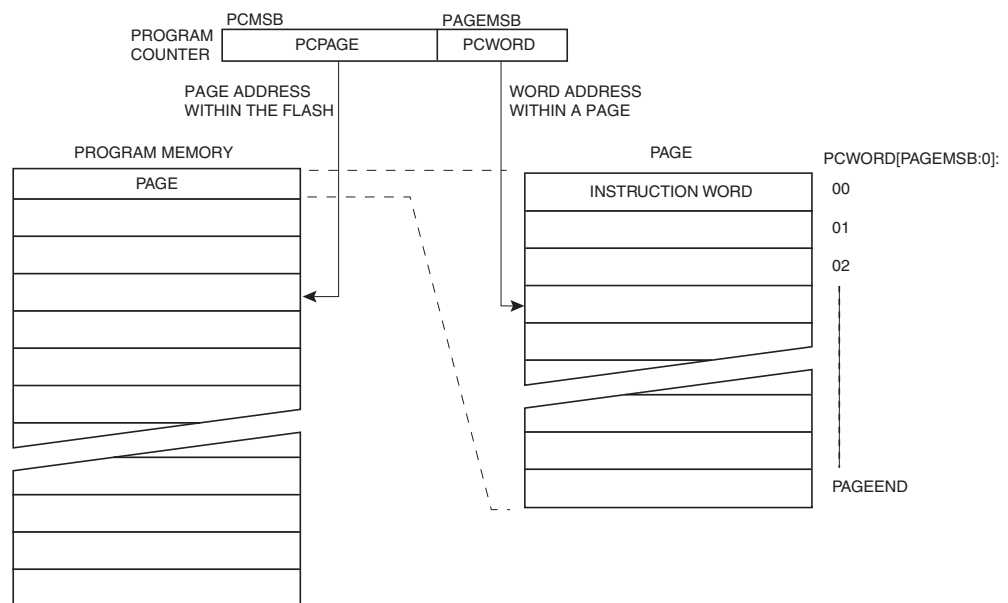 PCMSB
PAGEMSB
PROGRAM
COUNTER
PCPAGE
PCWORD
PAGE ADDRESS
WITHIN THE FLASH
WORD ADDRESS
WITHIN A PAGE
PROGRAM MEMORY
PAGE
PCWORD[PAGEMSB:0]:
PAGE
INSTRUCTION WORD
00
01
02
PAGEEND